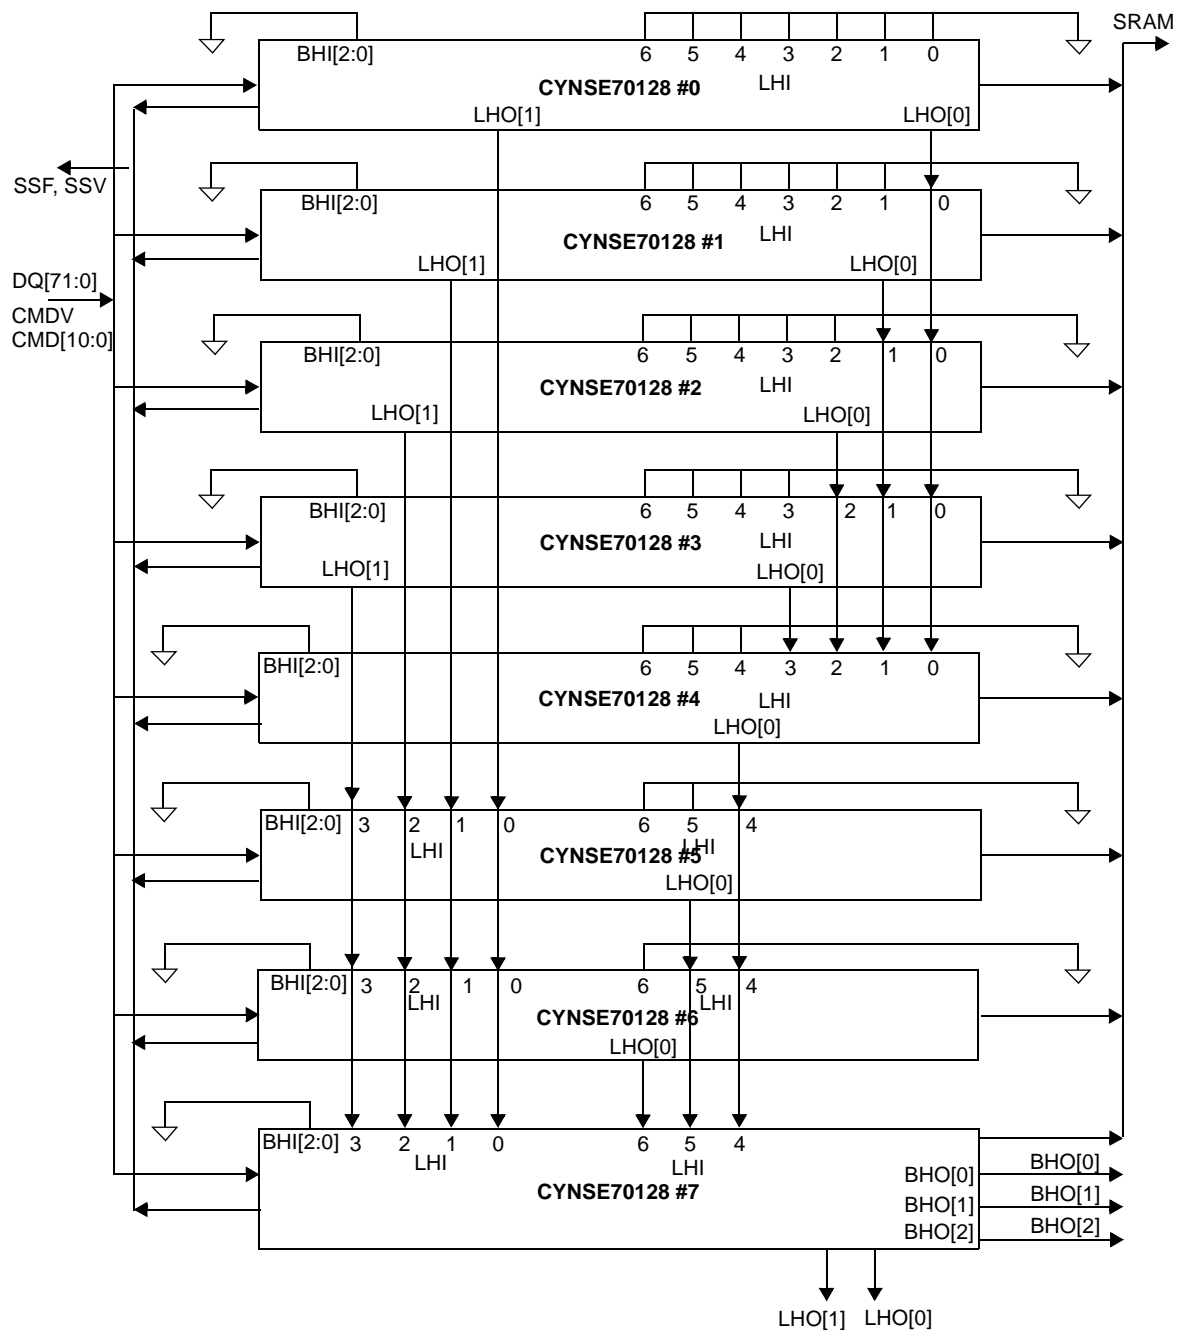 SRAM
BHI[2:0] 6 5 4 3 2 1 0
CYNSE70128 #0 LHI
LHO[1] LHO[0]
SSF, SSV
BHI[2:0] 6 5 4 3 2 1 0
CYNSE70128 #1 LHI
LHO[1] LHO[0]
DQ[71:0]
CMDV
CMD[10:0]
BHI[2:0] 6 5 4 3 2 1 0
CYNSE70128 #2 LHI
LHO[1] LHO[0]
BHI[2:0] 6 5 4 3 2 1 0
CYNSE70128 #3 LHI
LHO[1] LHO[0]
BHI[2:0] 6 5 4 3 2 1 0
CYNSE70128 #4 LHI
LHO[0]
BHI[2:0] 3 2 1 0 6 5 4
LHI CYNSE70128 #5 LHI
LHO[0]
BHI[2:0] 3 2 1 0 6 5 4
LHI LHI
CYNSE70128 #6
LHO[0]
BHI[2:0] 3 2 1 0 6 5 4
LHI LHI
CYNSE70128 #7
BHO[0] BHO[0]
BHO[1] BHO[1]
BHO[2] BHO[2]
LHO[1] LHO[0]